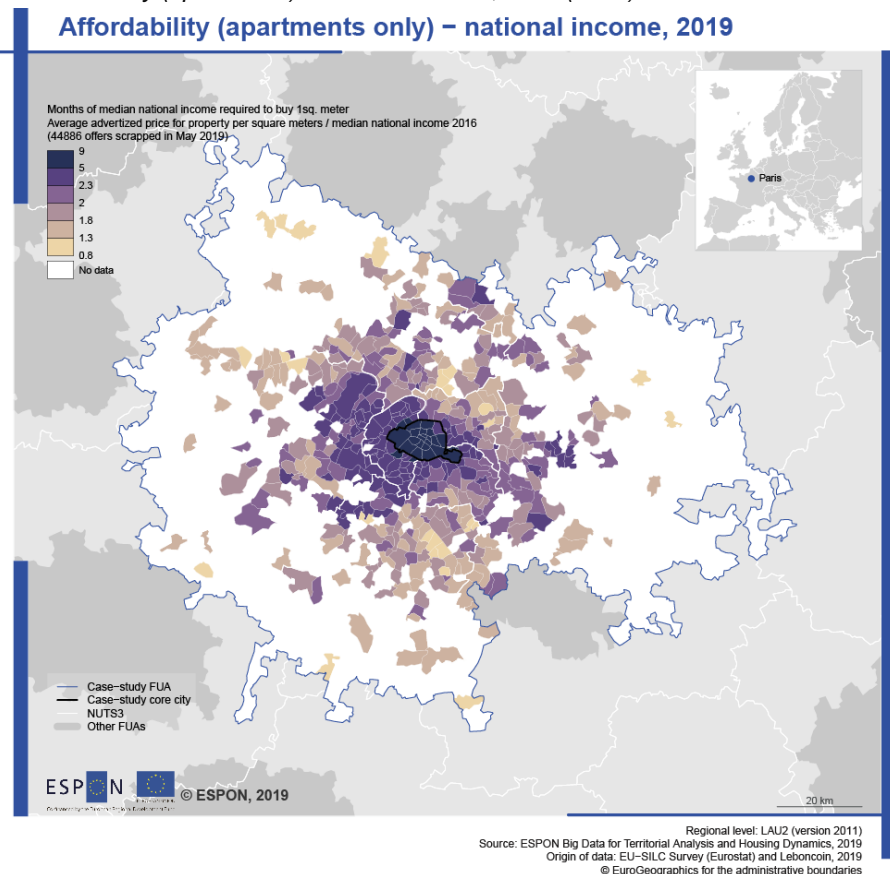 Affordability (apartments only) − national income, 2019
Months of median national income required to buy 1sq. meter
Average advertized price for property per square meters / median national income 2016
(44886 offers scrapped in May 2019)
9
5
2.3
2
1.8
1.3
0.8
No data
Paris
Case−study FUA
Case−study core city
NUTS3
Other FUAs
ESPON
© ESPON, 2019
20 km
Regional level: LAU2 (version 2011)
Source: ESPON Big Data for Territorial Analysis and Housing Dynamics, 2019
Origin of data: EU−SILC Survey (Eurostat) and Leboncoin, 2019
© EuroGeographics for the administrative boundaries